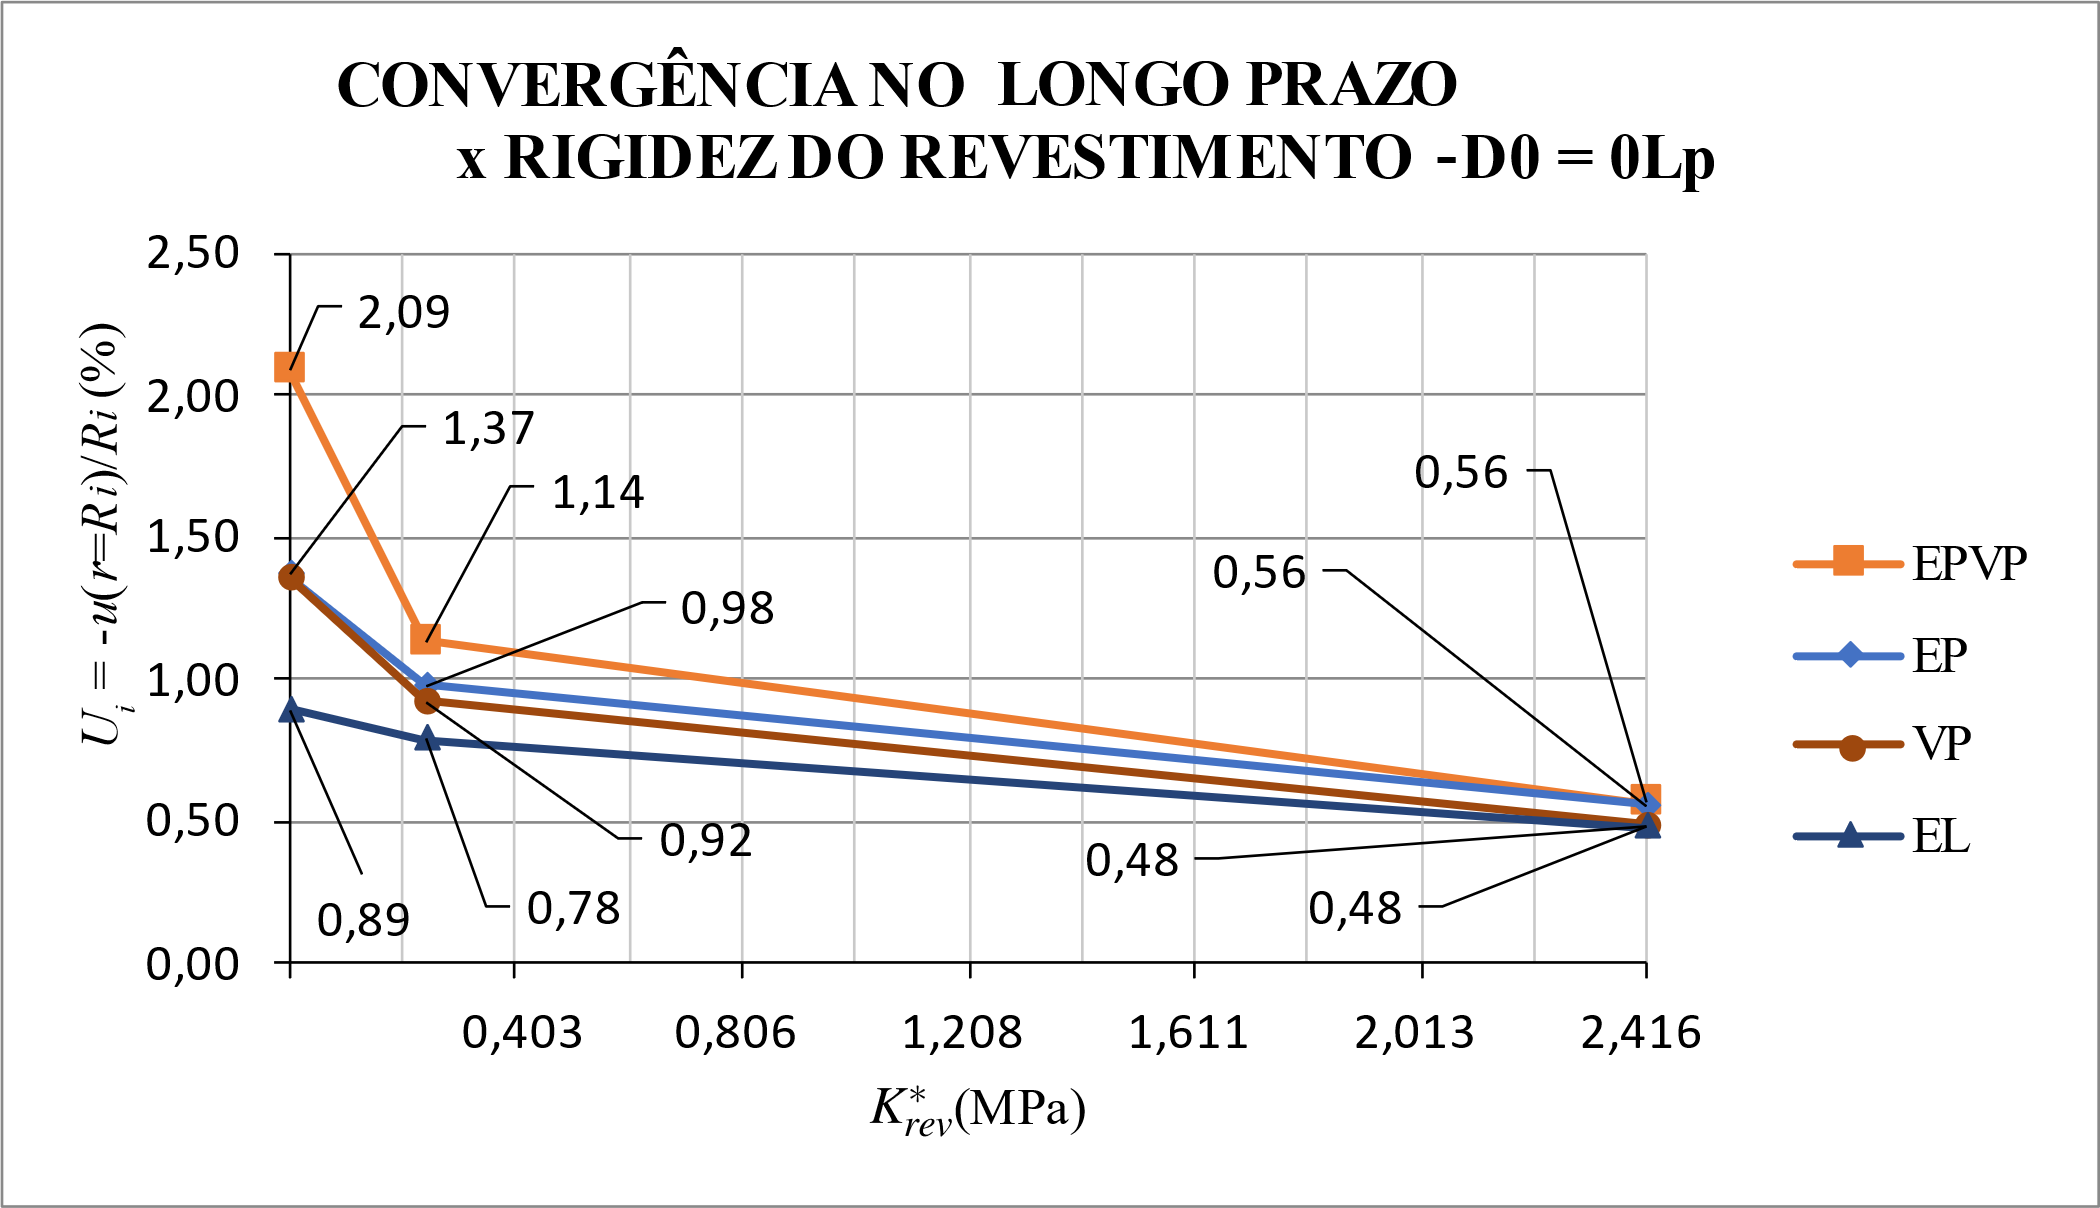 CONVERGÊNCIA NO LONGO PRAZO
x RIGIDEZ DO REVESTIMENTO -D0 = 0Lp
U_i = -u(r=Ri)/Ri (%)
2,50
2,00
1,50
1,00
0,50
0,00
2,09
1,37
1,14
0,98
0,92
0,78
0,89
0,56
0,56
0,48
0,48
0,403 0,806 1,208 1,611 2,013 2,416
K*rev(MPa)
EPVP
EP
VP
EL